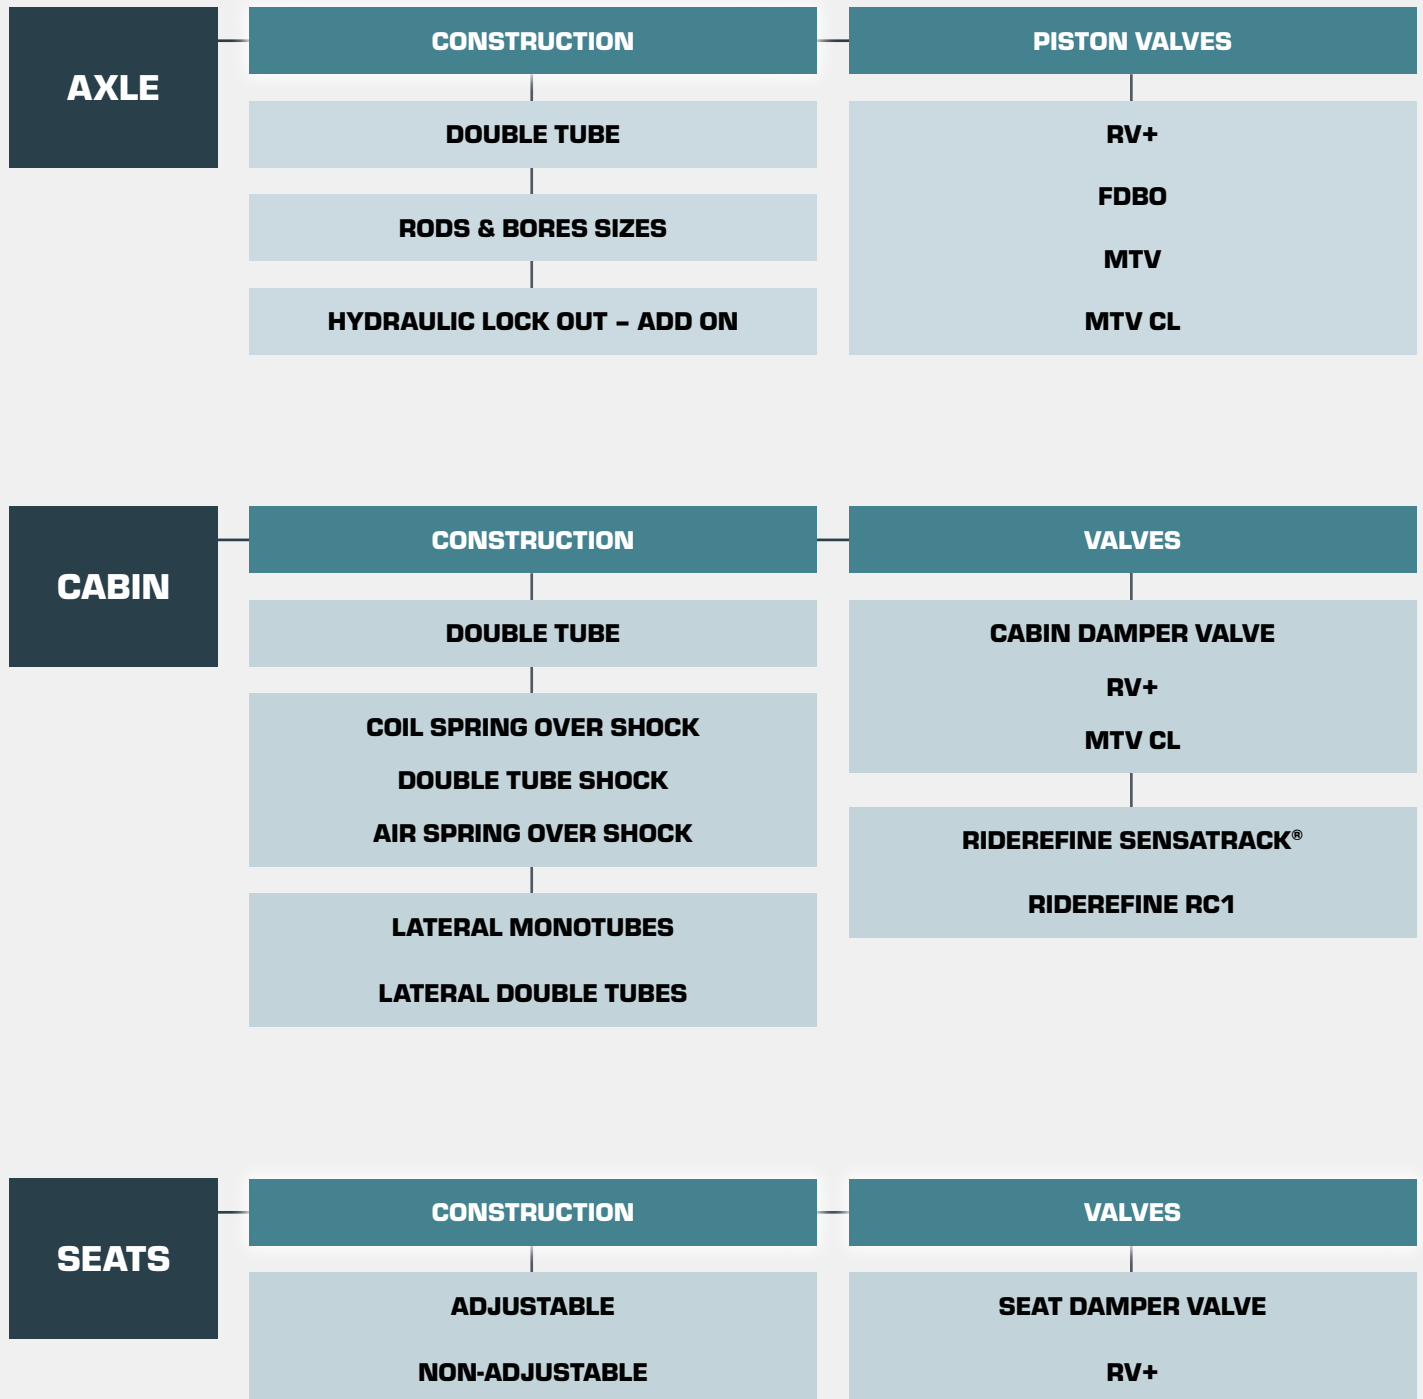 AXLE
CONSTRUCTION
DOUBLE TUBE
RODS & BORES SIZES
HYDRAULIC LOCK OUT – ADD ON
PISTON VALVES
RV+
FDBO
MTV
MTV CL
CABIN
CONSTRUCTION
DOUBLE TUBE
COIL SPRING OVER SHOCK
DOUBLE TUBE SHOCK
AIR SPRING OVER SHOCK
LATERAL MONOTUBES
LATERAL DOUBLE TUBES
VALVES
CABIN DAMPER VALVE
RV+
MTV CL
RIDEREFINE SENSATRACK®
RIDEREFINE RC1
SEATS
CONSTRUCTION
ADJUSTABLE
NON-ADJUSTABLE
VALVES
SEAT DAMPER VALVE
RV+